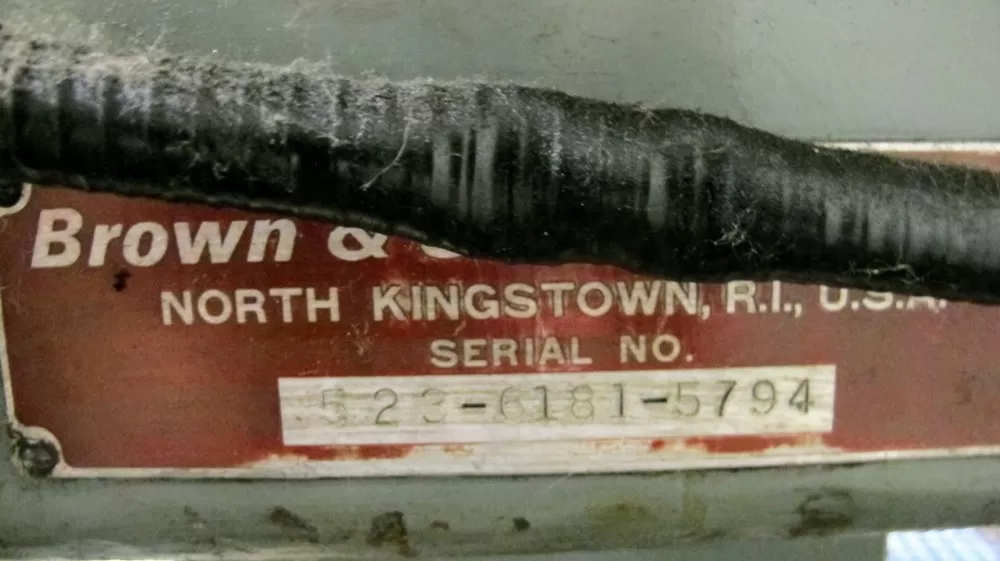 Brown &
NORTH KINGSTOWN, R.I., U.S.A.
SERIAL NO.
523-6181-5794